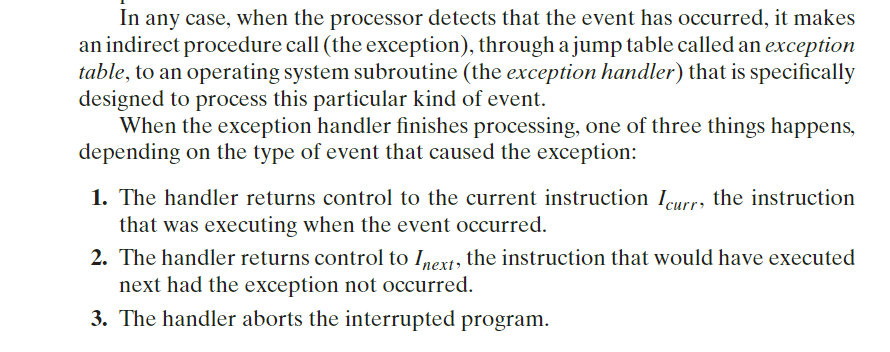 In any case, when the processor detects that the event has occurred, it makes
an indirect procedure call (the exception), through a jump table called an exception
table, to an operating system subroutine (the exception handler) that is specifically
designed to process this particular kind of event.
When the exception handler finishes processing, one of three things happens,
depending on the type of event that caused the exception:
1. The handler returns control to the current instruction Icurr, the instruction
that was executing when the event occurred.
2. The handler returns control to Inext, the instruction that would have executed
next had the exception not occurred.
3. The handler aborts the interrupted program.